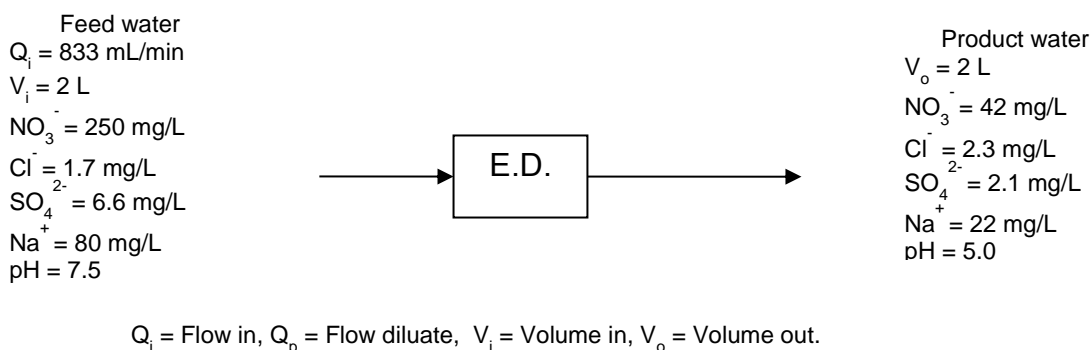 Feed water
Qᵢ = 833 mL/min
Vᵢ = 2 L
NO₃⁻ = 250 mg/L
Cl⁻ = 1.7 mg/L
SO₄²⁻ = 6.6 mg/L
Na⁺ = 80 mg/L
pH = 7.5
E.D.
Product water
Vₒ = 2 L
NO₃⁻ = 42 mg/L
Cl⁻ = 2.3 mg/L
SO₄²⁻ = 2.1 mg/L
Na⁺ = 22 mg/L
pH = 5.0
Qᵢ = Flow in, Qₚ = Flow diluate, Vᵢ = Volume in, Vₒ = Volume out.